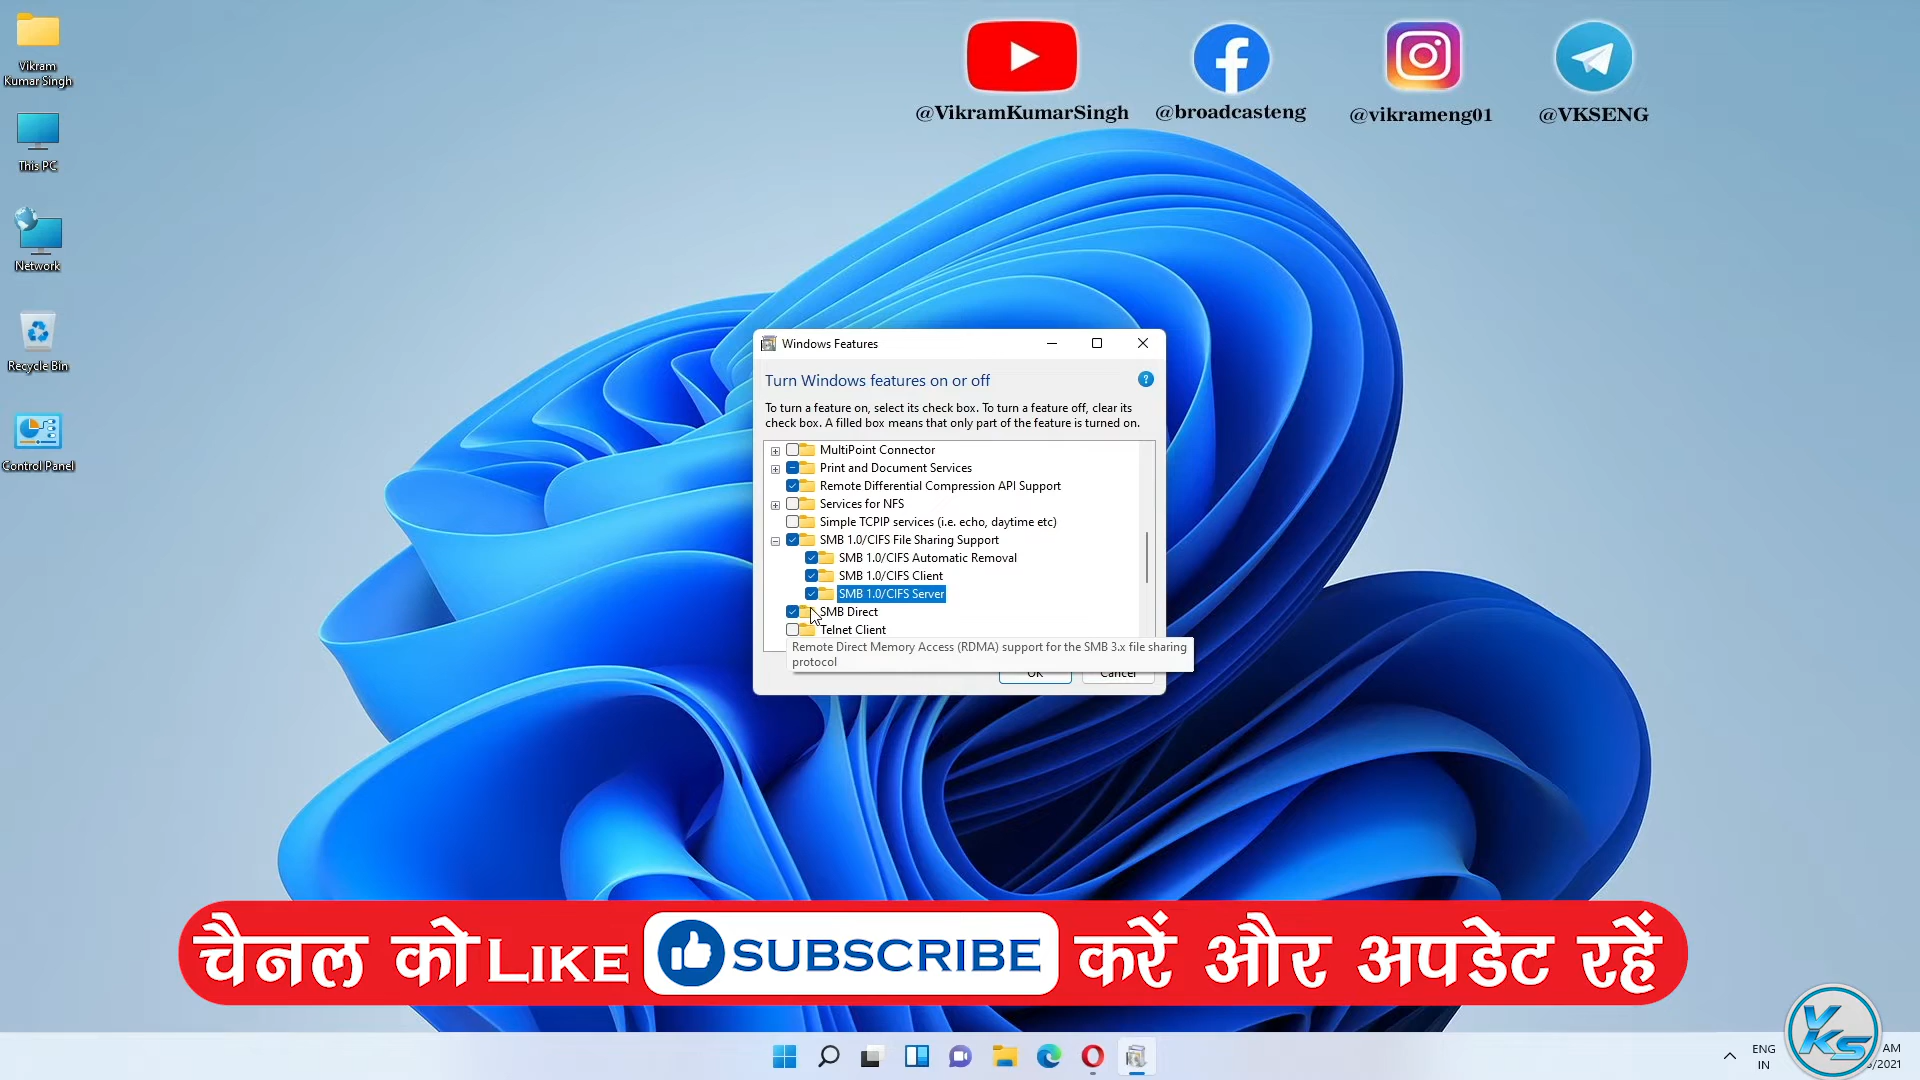 Vikram
Kumar Singh
This PC
Network
Recycle Bin
Control Panel
@VikramKumarSingh
@broadcasteng
@vikrameng01
@VKSENG
Windows Features
Turn Windows features on or off
?
To turn a feature on, select its check box. To turn a feature off, clear its
check box. A filled box means that only part of the feature is turned on.
MultiPoint Connector
Print and Document Services
Remote Differential Compression API Support
Services for NFS
Simple TCPIP services (i.e. echo, daytime etc)
SMB 1.0/CIFS File Sharing Support
SMB 1.0/CIFS Automatic Removal
SMB 1.0/CIFS Client
SMB 1.0/CIFS Server
SMB Direct
Telnet Client
Remote Direct Memory Access (RDMA) support for the SMB 3.x file sharing
protocol
OK
Cancel
चैनल को LIKE SUBSCRIBE करें और अपडेट रहें
ENG
IN
VKS
AM
/2021